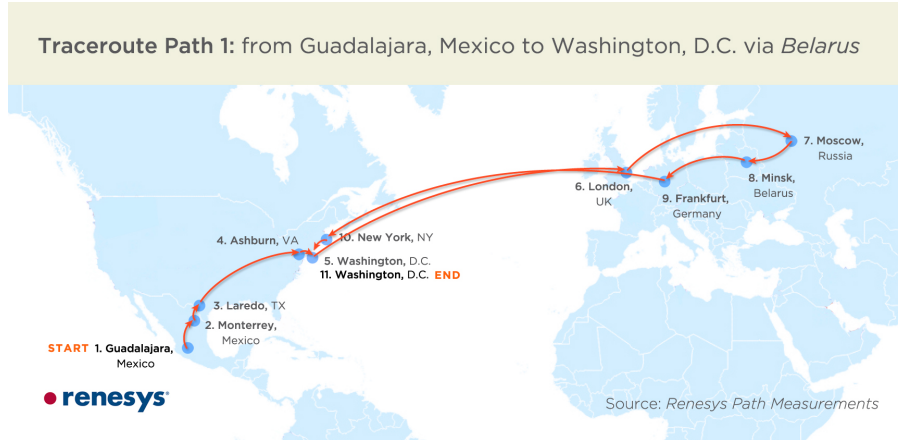 Traceroute Path 1: from Guadalajara, Mexico to Washington, D.C. via Belarus
7. Moscow,
Russia
8. Minsk,
Belarus
6. London,
UK
9. Frankfurt,
Germany
4. Ashburn, VA
10. New York, NY
5. Washington, D.C.
11. Washington, D.C. END
3. Laredo, TX
2. Monterrey,
Mexico
START 1. Guadalajara,
Mexico
renesys®
Source: Renesys Path Measurements